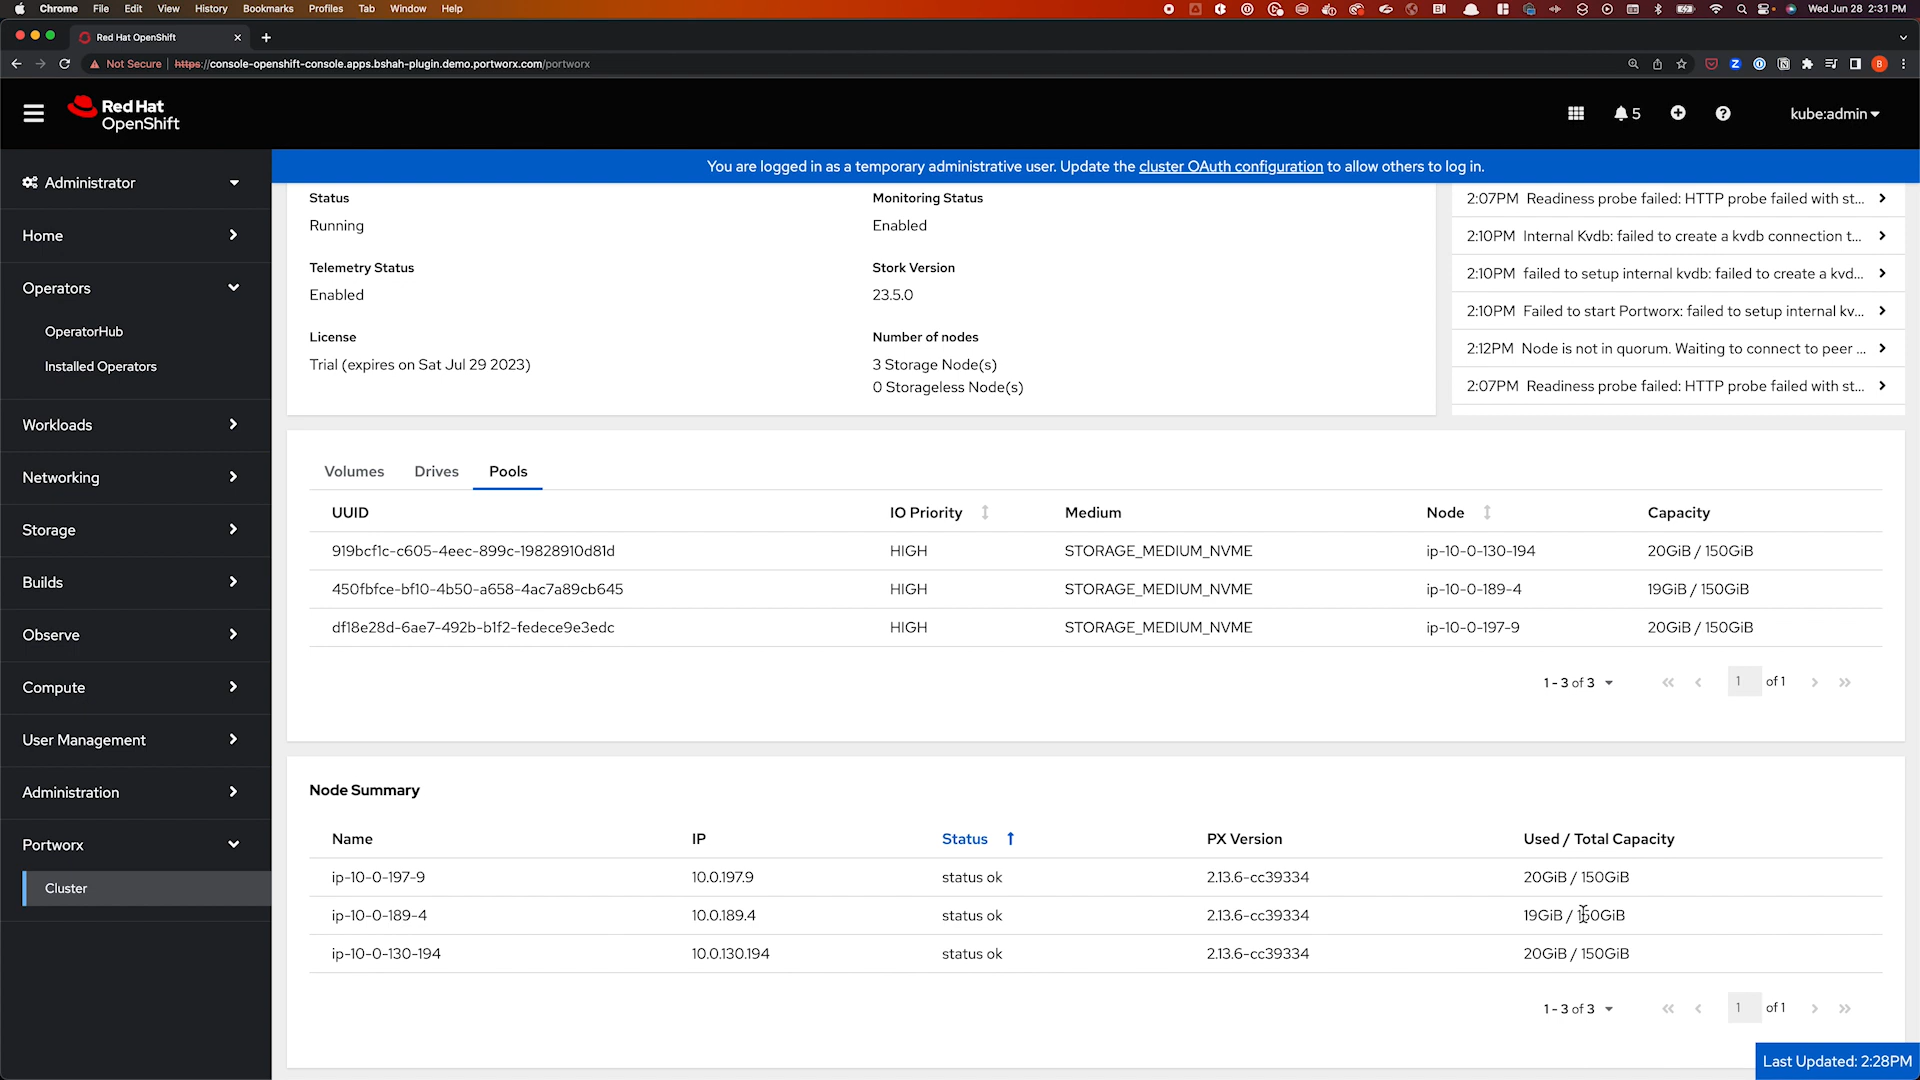 Chrome File Edit View History Bookmarks Profiles Tab Window Help
Wed Jun 28 2:31 PM
Red Hat OpenShift
Not Secure https://console-openshift-console.apps.bshah-plugin.demo.portworx.com/portworx
Z
B
Red Hat
OpenShift
5
kube:admin
You are logged in as a temporary administrative user. Update the cluster OAuth configuration to allow others to log in.
Administrator
Home
Operators
OperatorHub
Installed Operators
Workloads
Networking
Storage
Builds
Observe
Compute
User Management
Administration
Portworx
Cluster
Status
Running
Monitoring Status
Enabled
Telemetry Status
Enabled
Stork Version
23.5.0
License
Trial (expires on Sat Jul 29 2023)
Number of nodes
3 Storage Node(s)
0 Storageless Node(s)
2:07PM Readiness probe failed: HTTP probe failed with st...
2:10PM Internal Kvdb: failed to create a kvdb connection t...
2:10PM failed to setup internal kvdb: failed to create a kvd...
2:10PM Failed to start Portworx: failed to setup internal kv...
2:12PM Node is not in quorum. Waiting to connect to peer ...
2:07PM Readiness probe failed: HTTP probe failed with st...
Volumes Drives Pools
UUID IO Priority Medium Node Capacity
919bcf1c-c605-4eec-899c-19828910d81d HIGH STORAGE_MEDIUM_NVME ip-10-0-130-194 20GiB / 150GiB
450fbfce-bf10-4b50-a658-4ac7a89cb645 HIGH STORAGE_MEDIUM_NVME ip-10-0-189-4 19GiB / 150GiB
df18e28d-6ae7-492b-b1f2-fedece9e3edc HIGH STORAGE_MEDIUM_NVME ip-10-0-197-9 20GiB / 150GiB
1 - 3 of 3 1 of 1
Node Summary
Name IP Status PX Version Used / Total Capacity
ip-10-0-197-9 10.0.197.9 status ok 2.13.6-cc39334 20GiB / 150GiB
ip-10-0-189-4 10.0.189.4 status ok 2.13.6-cc39334 19GiB / 150GiB
ip-10-0-130-194 10.0.130.194 status ok 2.13.6-cc39334 20GiB / 150GiB
1 - 3 of 3 1 of 1
Last Updated: 2:28PM